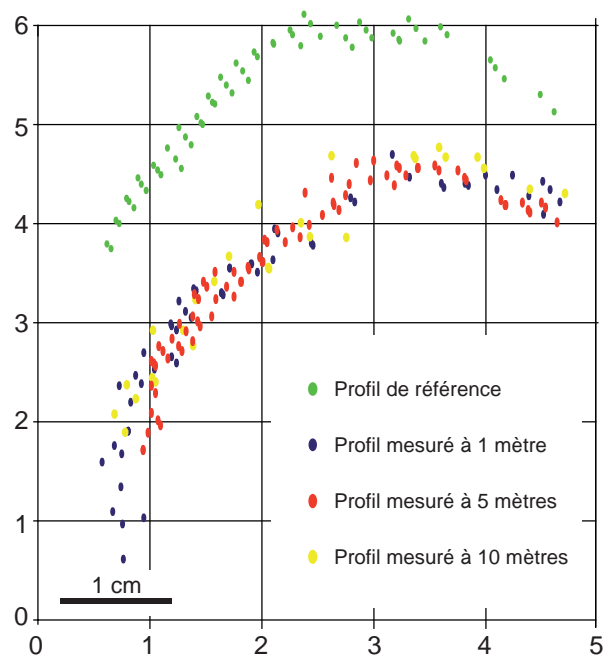 6
5
4
3
2
1
0
Profil de référence
Profil mesuré à 1 mètre
Profil mesuré à 5 mètres
Profil mesuré à 10 mètres
1 cm
0 1 2 3 4 5